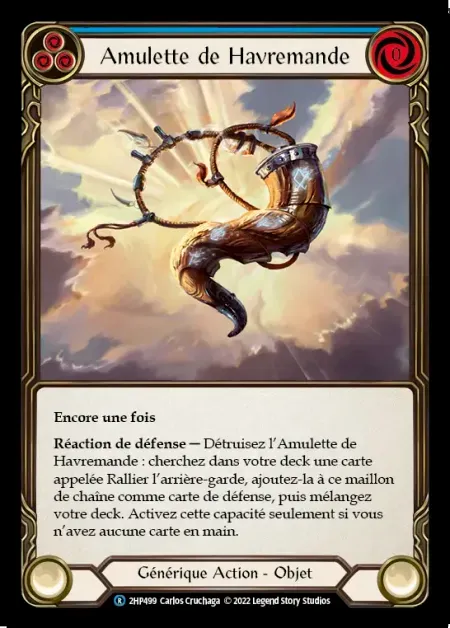 Amulette de Havremande
0
Encore une fois
Réaction de défense — Détruisez l'Amulette de
Havremande : cherchez dans votre deck une carte
appelée Rallier l'arrière-garde, ajoutez-la à ce maillon
de chaîne comme carte de défense, puis mélangez
votre deck. Activez cette capacité seulement si vous
n'avez aucune carte en main.
Générique Action - Objet
R 2HP499 Carlos Cruchaga © 2022 Legend Story Studios